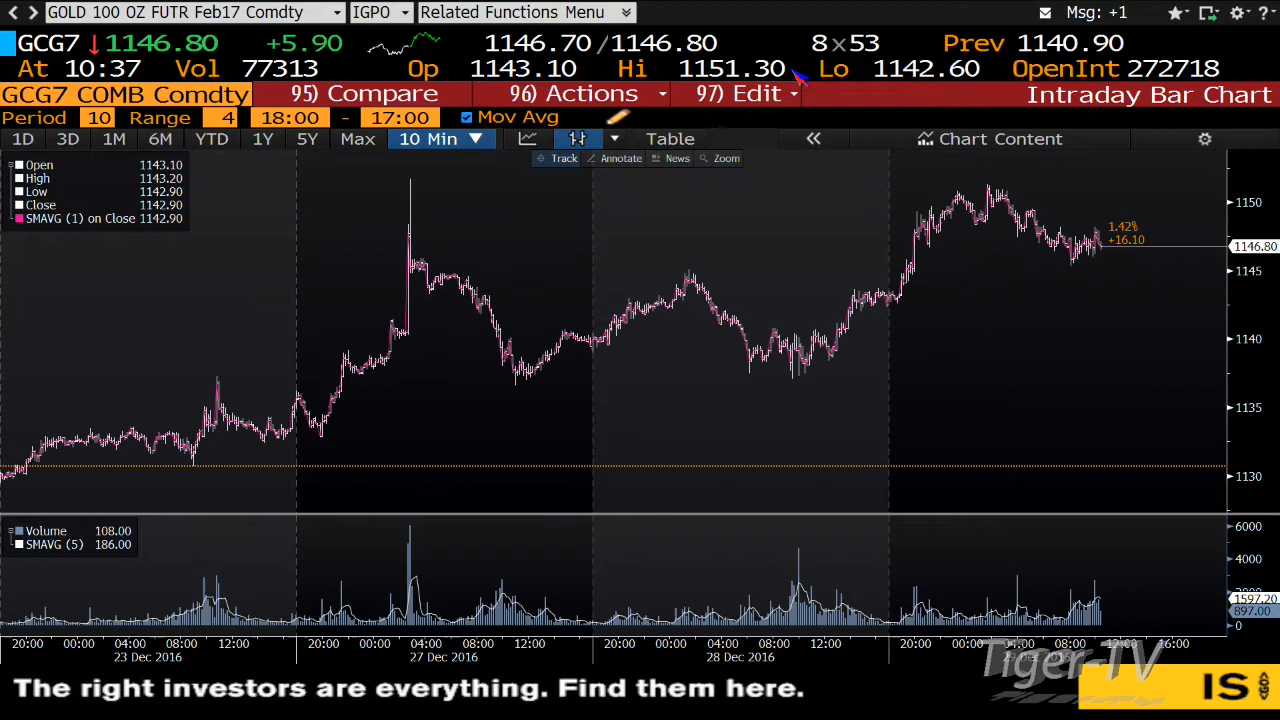 GOLD 100 OZ FUTR Feb17 Comdty IGPO Related Functions Menu Msg: +1 ?
GCG7 1146.80 +5.90 1146.70 / 1146.80 8 x 53 Prev 1140.90
At 10:37 Vol 77313 Op 1143.10 Hi 1151.30 Lo 1142.60 OpenInt 272718
GCG7 COMB Comdty 95) Compare 96) Actions 97) Edit Intraday Bar Chart
Period 10 Range 4 18:00 - 17:00 Mov Avg
1D 3D 1M 6M YTD 1Y 5Y Max 10 Min Table Chart Content
Track Annotate News Zoom
Open 1143.10
High 1143.20
Low 1142.90
Close 1142.90
SMAVG (1) on Close 1142.90
1150
1.42%
+16.10
1146.80
1145
1140
1135
1130
Volume 108.00
SMAVG (5) 186.00
6000
4000
1597.20
897.00
0
20:00 00:00 04:00 08:00 12:00 20:00 00:00 04:00 08:00 12:00 20:00 00:00 04:00 08:00 12:00 20:00 00:00 04:00 08:00 12:00 16:00
23 Dec 2016 27 Dec 2016 28 Dec 2016
Tiger-TV
The right investors are everything. Find them here.
IS